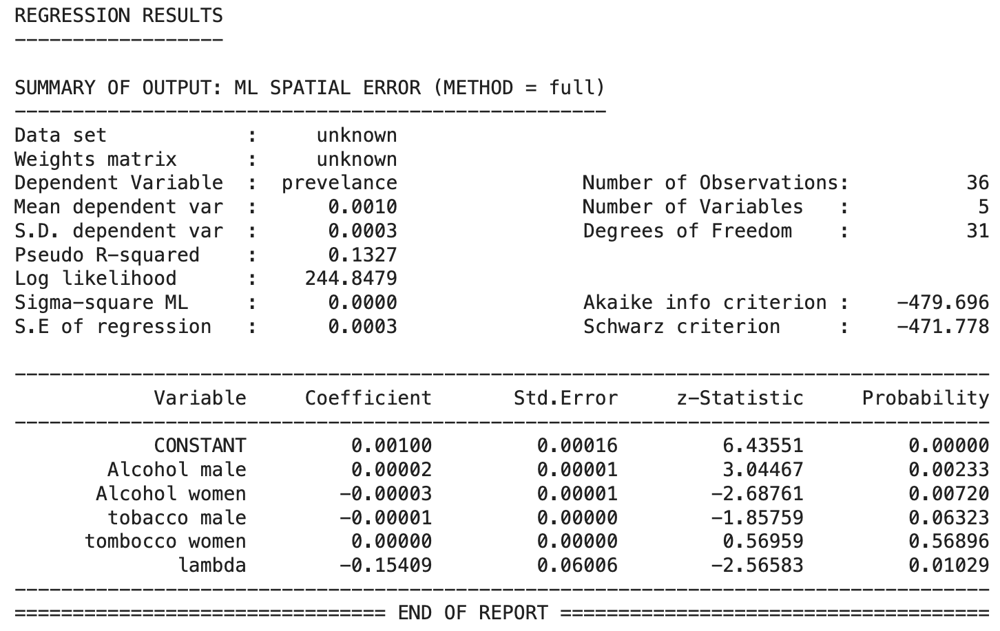 REGRESSION RESULTS
------------------
SUMMARY OF OUTPUT: ML SPATIAL ERROR (METHOD = full)
---------------------------------------------------
Data set            :     unknown
Weights matrix      :     unknown
Dependent Variable  :  prevelance                Number of Observations:          36
Mean dependent var  :      0.0010                Number of Variables   :           5
S.D. dependent var  :      0.0003                Degrees of Freedom    :          31
Pseudo R-squared    :      0.1327
Log likelihood      :    244.8479
Sigma-square ML     :      0.0000                Akaike info criterion :    -479.696
S.E of regression   :      0.0003                Schwarz criterion     :    -471.778
------------------------------------------------------------------------------------
            Variable     Coefficient       Std.Error     z-Statistic     Probability
------------------------------------------------------------------------------------
            CONSTANT         0.00100         0.00016         6.43551         0.00000
        Alcohol male         0.00002         0.00001         3.04467         0.00233
       Alcohol women        -0.00003         0.00001        -2.68761         0.00720
        tobacco male        -0.00001         0.00000        -1.85759         0.06323
      tombocco women         0.00000         0.00000         0.56959         0.56896
              lambda        -0.15409         0.06006        -2.56583         0.01029
------------------------------------------------------------------------------------
================================ END OF REPORT =====================================